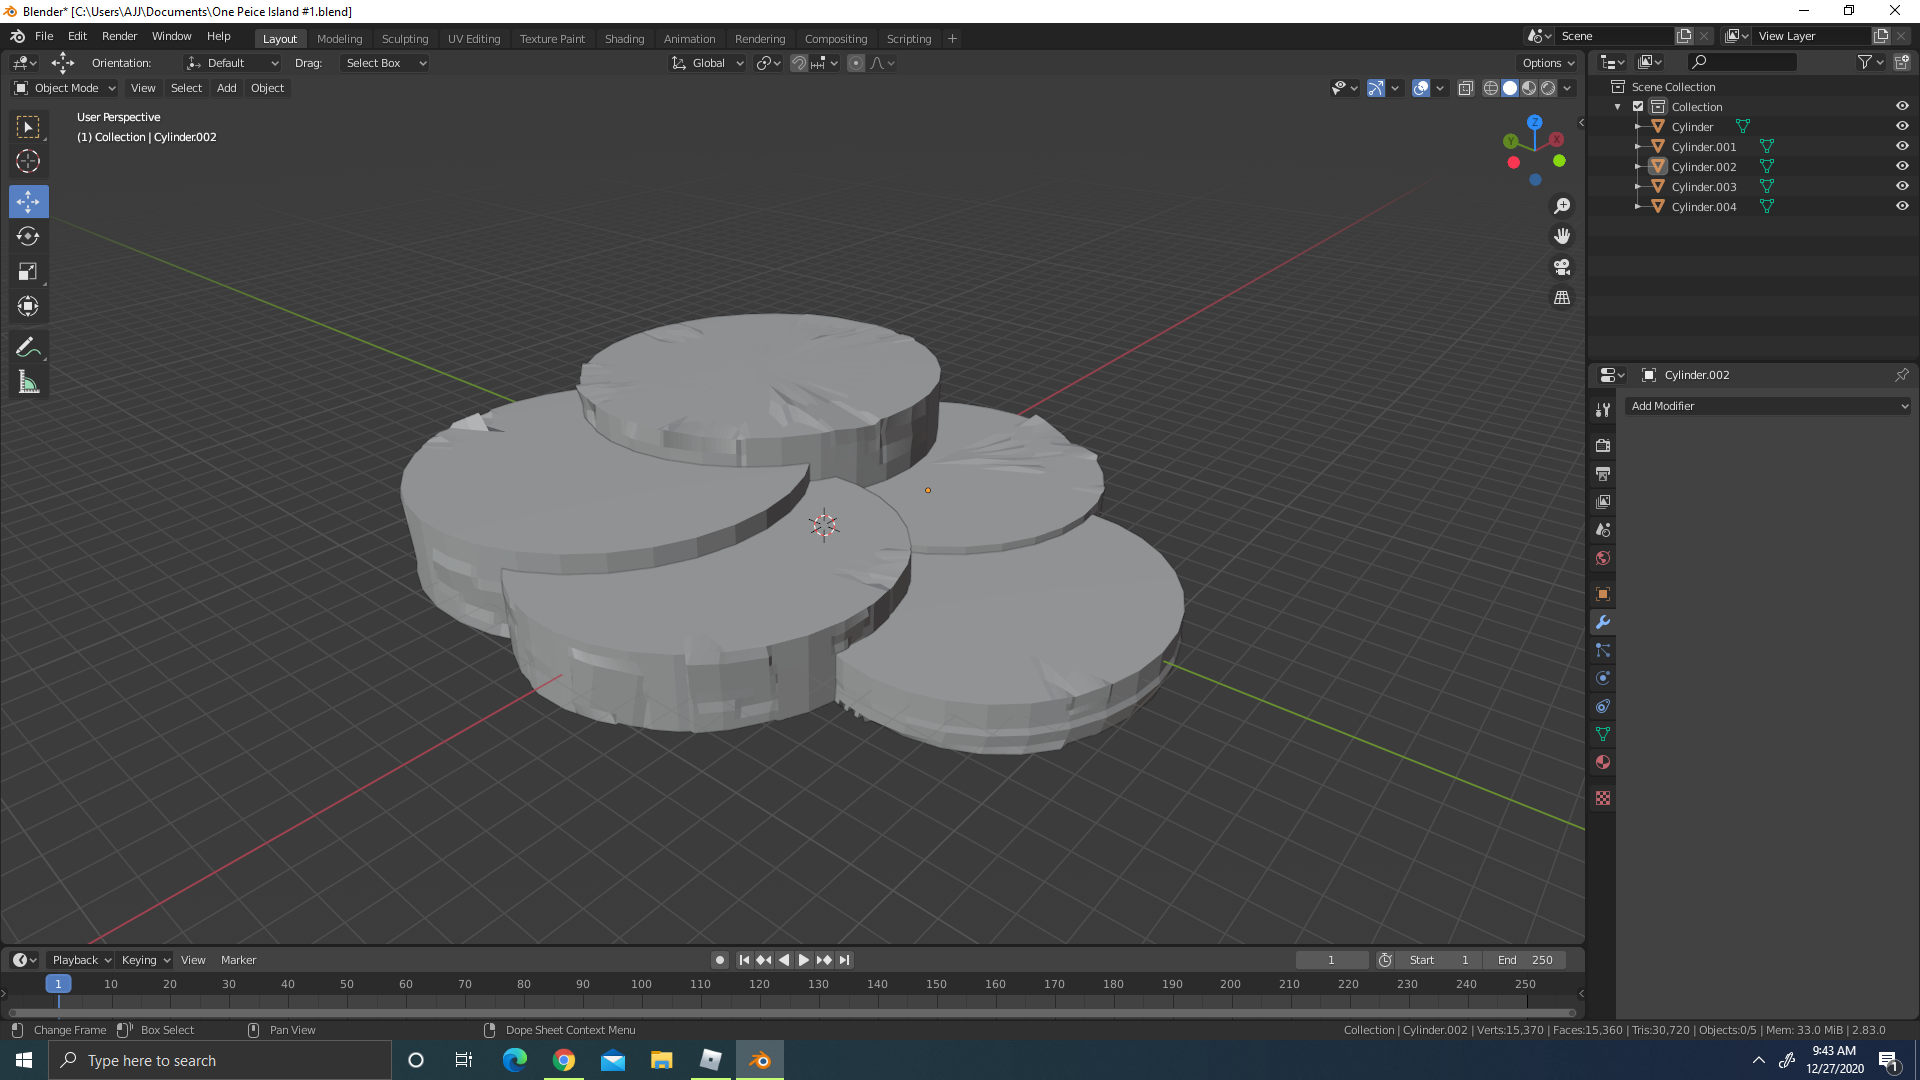 Blender* [C:\Users\AJJ\Documents\One Peice Island #1.blend]
File Edit Render Window Help Layout Modeling Sculpting UV Editing Texture Paint Shading Animation Rendering Compositing Scripting + Scene View Layer
Orientation: Default Drag: Select Box Global Options
Object Mode View Select Add Object
User Perspective
(1) Collection | Cylinder.002
Z
Y X
Scene Collection
Collection
Cylinder
Cylinder.001
Cylinder.002
Cylinder.003
Cylinder.004
Cylinder.002
Add Modifier
Playback Keying View Marker 1 Start 1 End 250
1 10 20 30 40 50 60 70 80 90 100 110 120 130 140 150 160 170 180 190 200 210 220 230 240 250
Change Frame Box Select Pan View Dope Sheet Context Menu Collection | Cylinder.002 | Verts:15,370 | Faces:15,360 | Tris:30,720 | Objects:0/5 | Mem: 33.0 MiB | 2.83.0
Type here to search
9:43 AM
12/27/2020
1